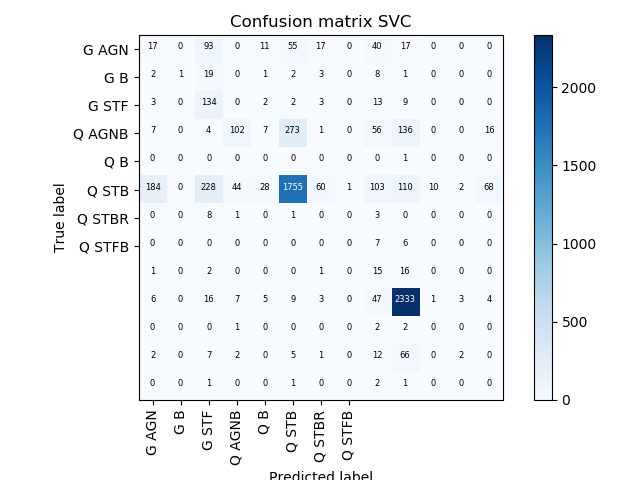 Confusion matrix SVC
G AGN 17 0 93 0 11 55 17 0 40 17 0 0 0
G B 2 1 19 0 1 2 3 0 8 1 0 0 0
G STF 3 0 134 0 2 2 3 0 13 9 0 0 0
Q AGNB 7 0 4 102 7 273 1 0 56 136 0 0 16
Q B 0 0 0 0 0 0 0 0 0 1 0 0 0
Q STB 184 0 228 44 28 1755 60 1 103 110 10 2 68
Q STBR 0 0 8 1 0 1 0 0 3 0 0 0 0
Q STFB 0 0 0 0 0 0 0 0 7 6 0 0 0
1 0 2 0 0 0 1 0 15 16 0 0 0
6 0 16 7 5 9 3 0 47 2333 1 3 4
0 0 0 1 0 0 0 0 2 2 0 0 0
2 0 7 2 0 5 1 0 12 66 0 2 0
0 0 1 0 0 1 0 0 2 1 0 0 0
True label
G AGN
G B
G STF
Q AGNB
Q B
Q STB
Q STBR
Q STFB
Predicted label
2000
1500
1000
500
0